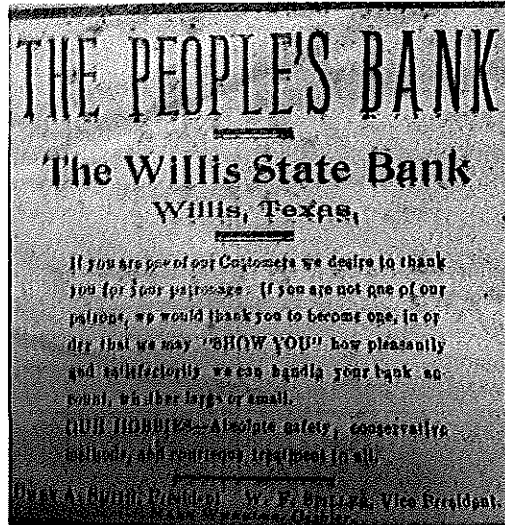 THE PEOPLE'S BANK
The Willis State Bank
Willis, Texas,
If you are one of our Customers we desire to thank
you for your patronage. If you are not one of our
patrons, we would thank you to become one, in or
der that we may "SHOW YOU" how pleasantly
and satisfactorily we can handle your bank ac-
count, whether large or small.
OUR HOBBIES—Absolute safety, conservative
methods, and courteous treatment to all.
A. Smith, President. W. F. Spiller, Vice President.
Cashier.